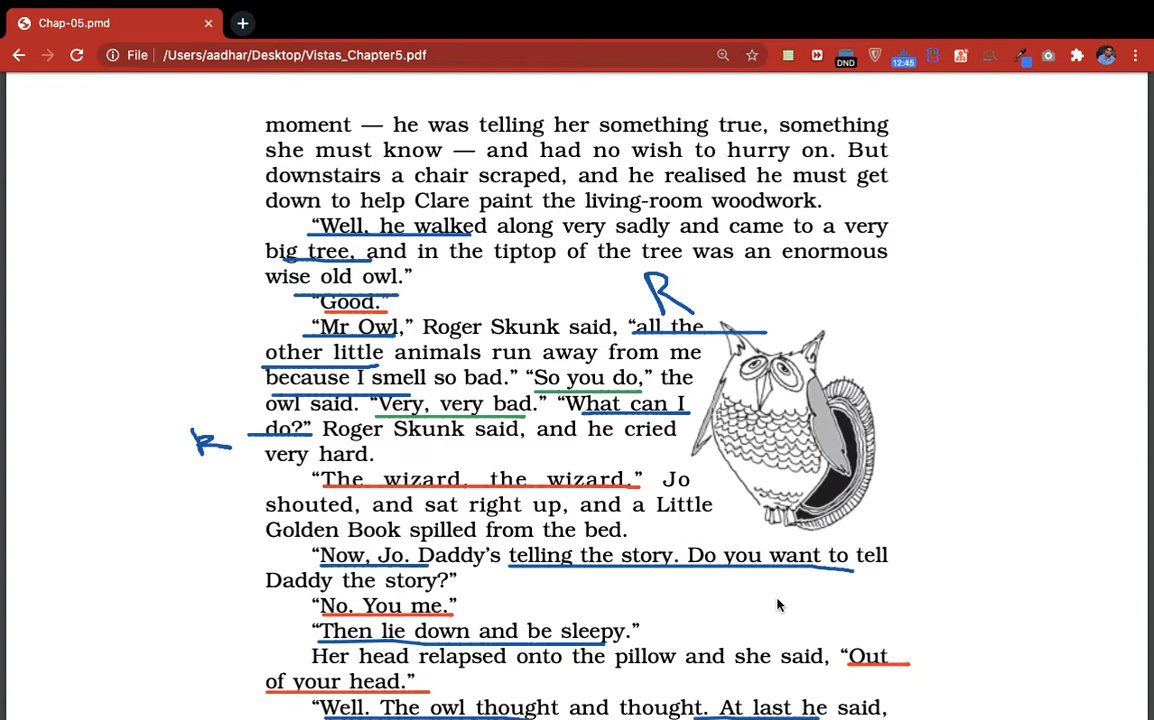 Chap-05.pmd
File /Users/aadhar/Desktop/Vistas_Chapter5.pdf
DND
12:45
moment — he was telling her something true, something
she must know — and had no wish to hurry on. But
downstairs a chair scraped, and he realised he must get
down to help Clare paint the living-room woodwork.
“Well, he walked along very sadly and came to a very
big tree, and in the tiptop of the tree was an enormous
wise old owl.”
“Good.”
R
“Mr Owl,” Roger Skunk said, “all the
other little animals run away from me
because I smell so bad.” “So you do,” the
owl said. “Very, very bad.” “What can I
do?” Roger Skunk said, and he cried
R
very hard.
“The wizard, the wizard,” Jo
shouted, and sat right up, and a Little
Golden Book spilled from the bed.
“Now, Jo. Daddy’s telling the story. Do you want to tell
Daddy the story?”
“No. You me.”
“Then lie down and be sleepy.”
Her head relapsed onto the pillow and she said, “Out
of your head.”
“Well. The owl thought and thought. At last he said,